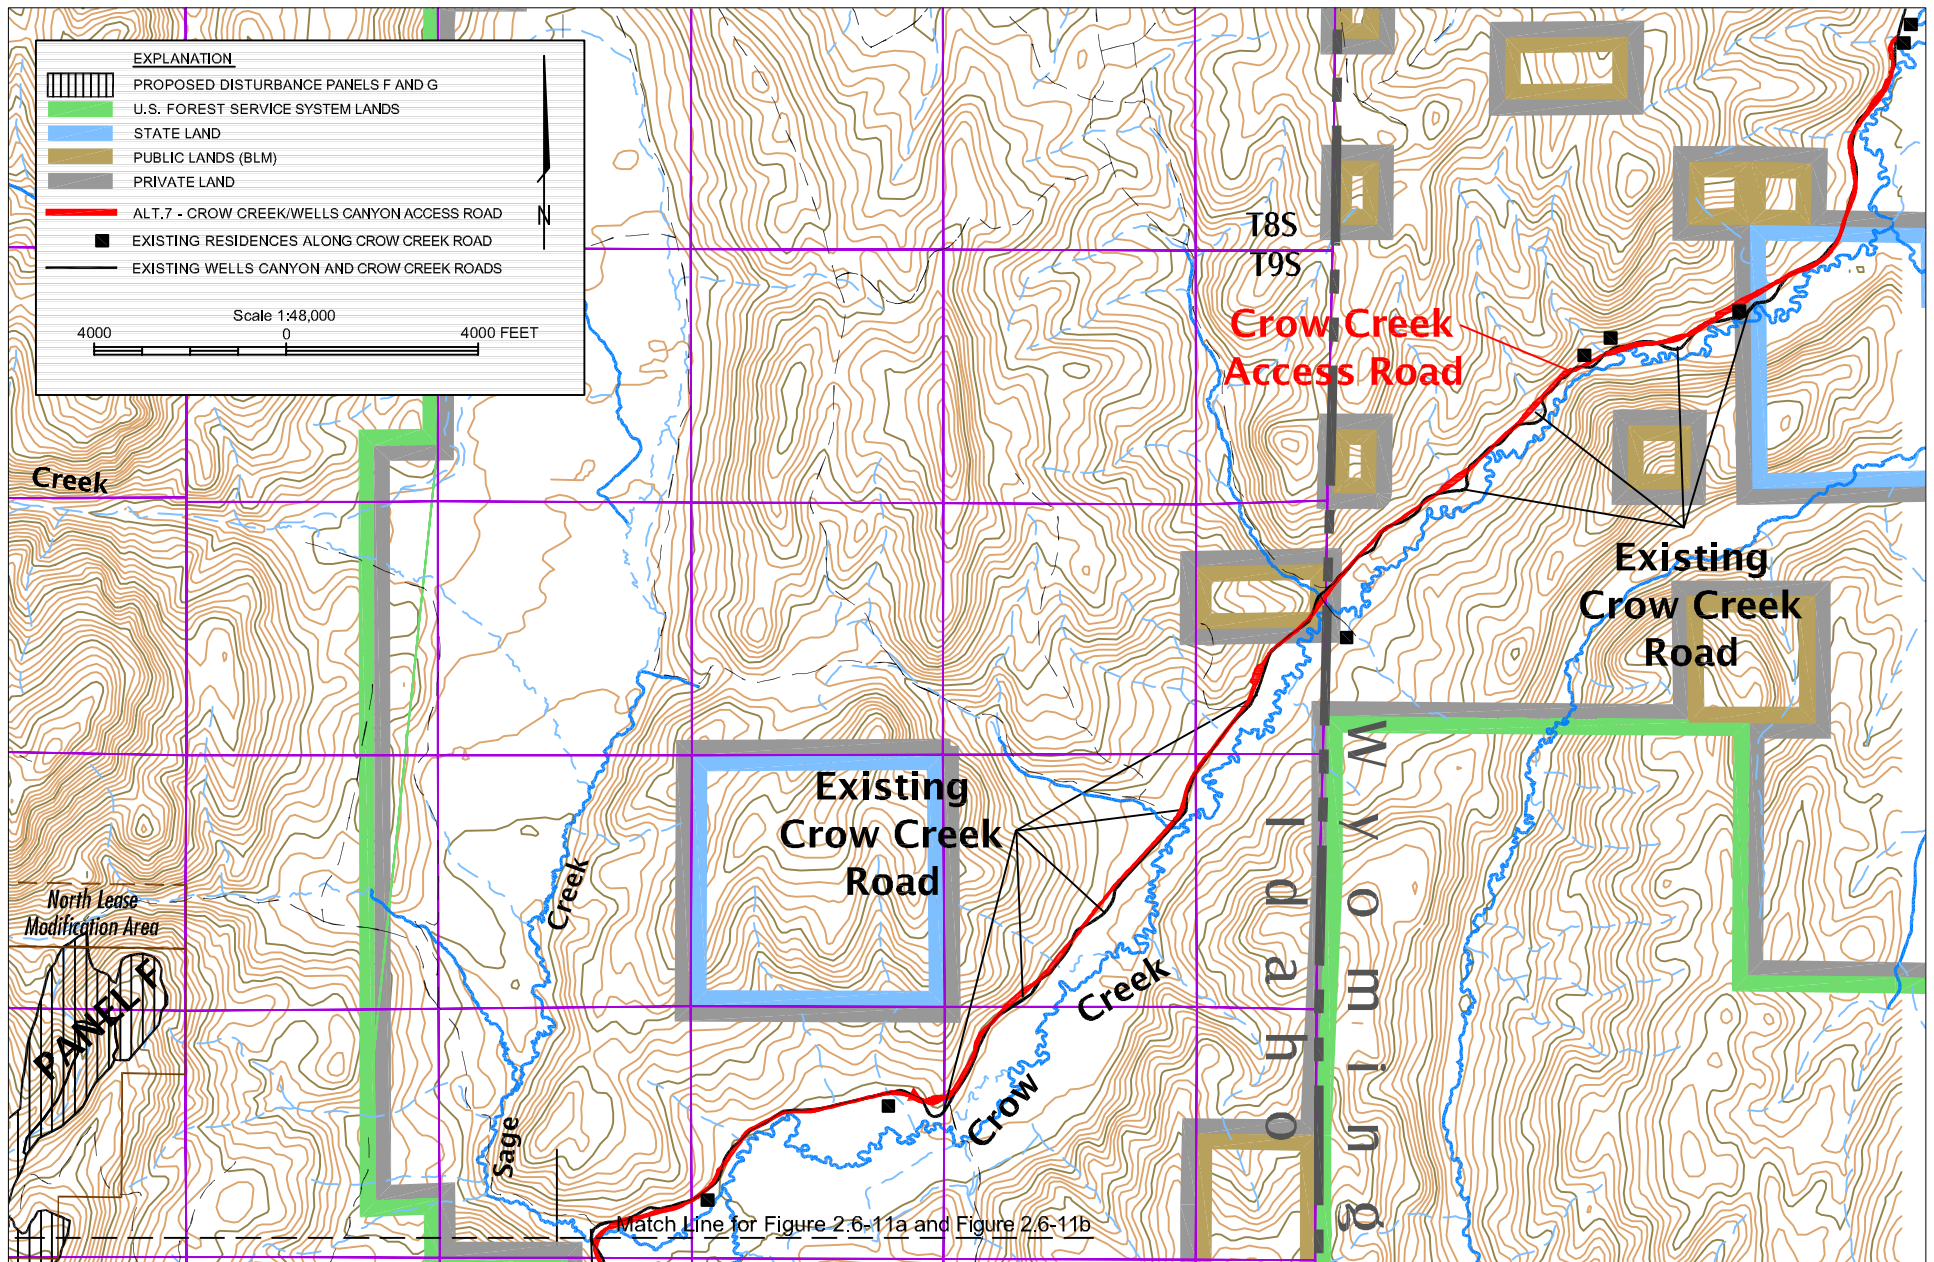 EXPLANATION
PROPOSED DISTURBANCE PANELS F AND G
U.S. FOREST SERVICE SYSTEM LANDS
STATE LAND
PUBLIC LANDS (BLM)
PRIVATE LAND
ALT.7 - CROW CREEK/WELLS CANYON ACCESS ROAD
EXISTING RESIDENCES ALONG CROW CREEK ROAD
EXISTING WELLS CANYON AND CROW CREEK ROADS
N
Scale 1:48,000
4000 0 4000 FEET
T8S
T9S
Crow Creek
Access Road
Creek
Existing
Crow Creek
Road
Existing
Crow Creek
Road
Wyoming
Idaho
North Lease
Modification Area
PANEL F
Sage Creek
Crow Creek
Match Line for Figure 2.6-11a and Figure 2.6-11b